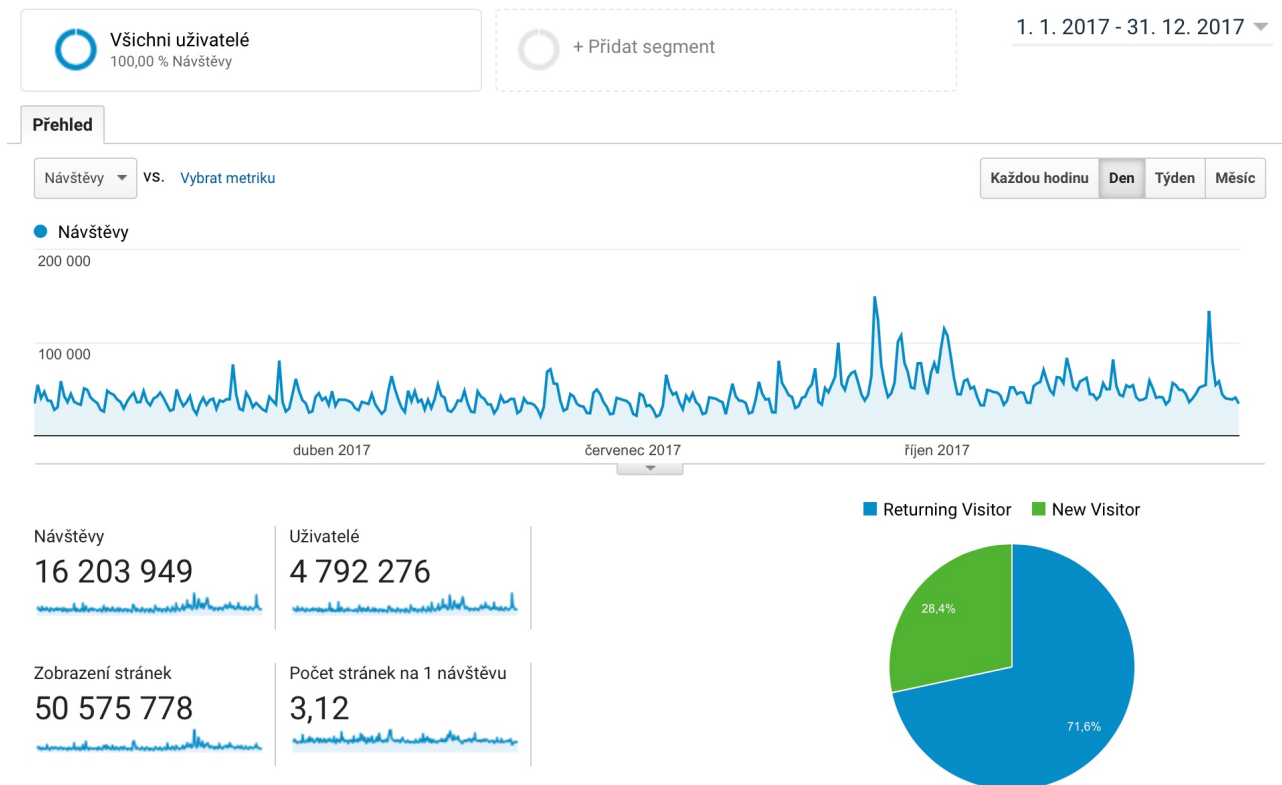 Všichni uživatelé
100,00 % Návštěvy
+ Přidat segment
1. 1. 2017 - 31. 12. 2017
Přehled
Návštěvy
vs.
Vybrat metriku
Každou hodinu
Den
Týden
Měsíc
Návštěvy
200 000
100 000
duben 2017
červenec 2017
říjen 2017
Returning Visitor
New Visitor
Návštěvy
16 203 949
Uživatelé
4 792 276
Zobrazení stránek
50 575 778
Počet stránek na 1 návštěvu
3,12
28,4%
71,6%